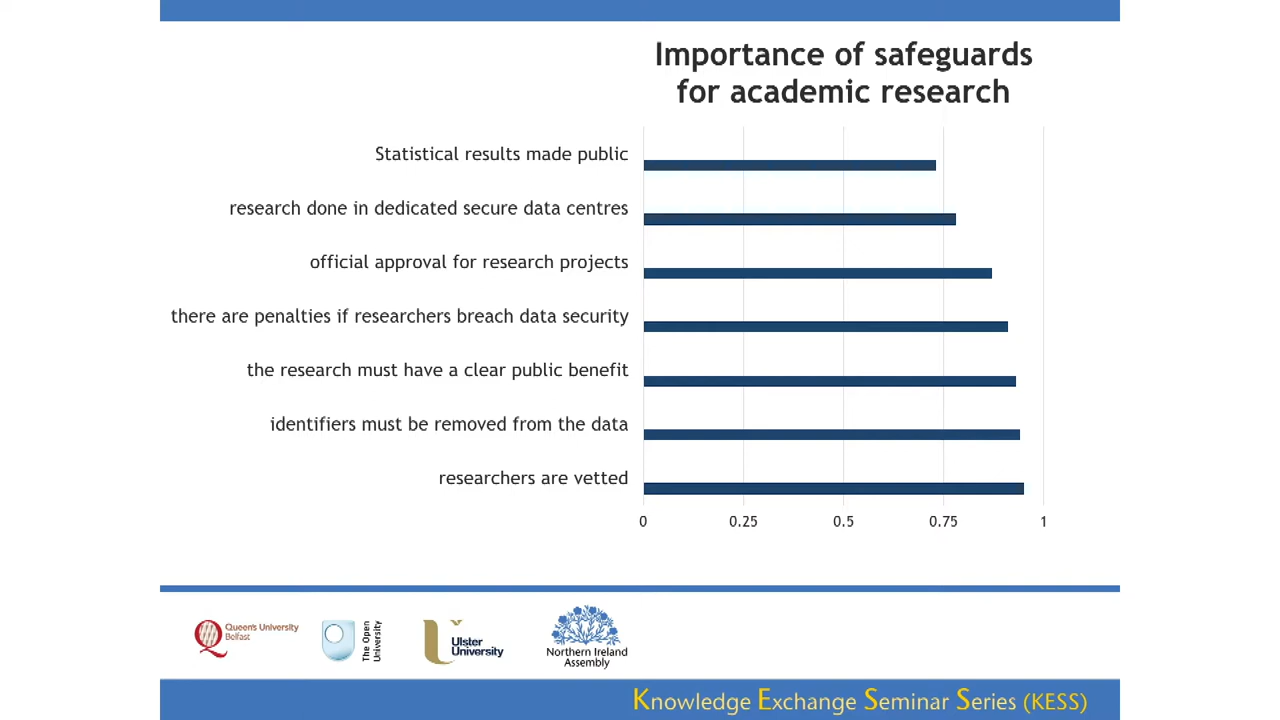 Importance of safeguards
for academic research
Statistical results made public
research done in dedicated secure data centres
official approval for research projects
there are penalties if researchers breach data security
the research must have a clear public benefit
identifiers must be removed from the data
researchers are vetted
0 0.25 0.5 0.75 1
Queen's University
Belfast
The Open
University
Ulster
University
Northern Ireland
Assembly
Knowledge Exchange Seminar Series (KESS)